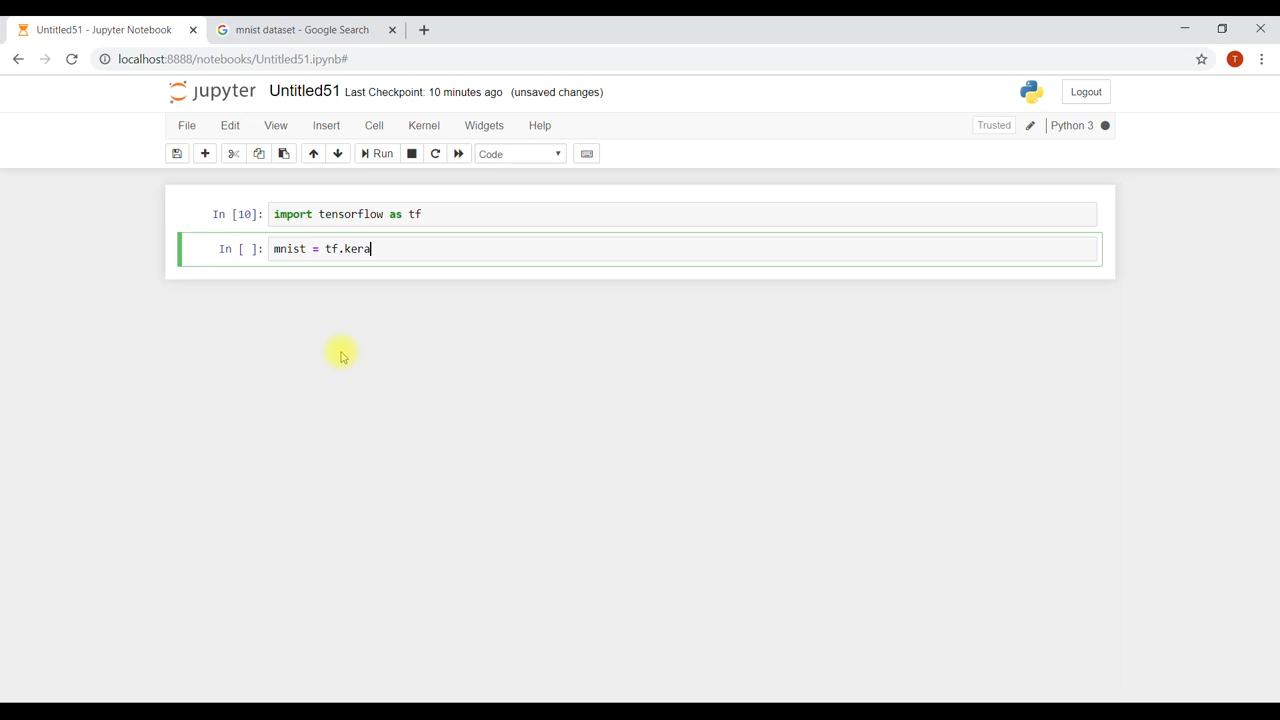 Untitled51 - Jupyter Notebook mnist dataset - Google Search
localhost:8888/notebooks/Untitled51.ipynb# T
jupyter Untitled51 Last Checkpoint: 10 minutes ago (unsaved changes) Logout
File Edit View Insert Cell Kernel Widgets Help Trusted Python 3
Run Code
In [10]: import tensorflow as tf
In [ ]: mnist = tf.kera